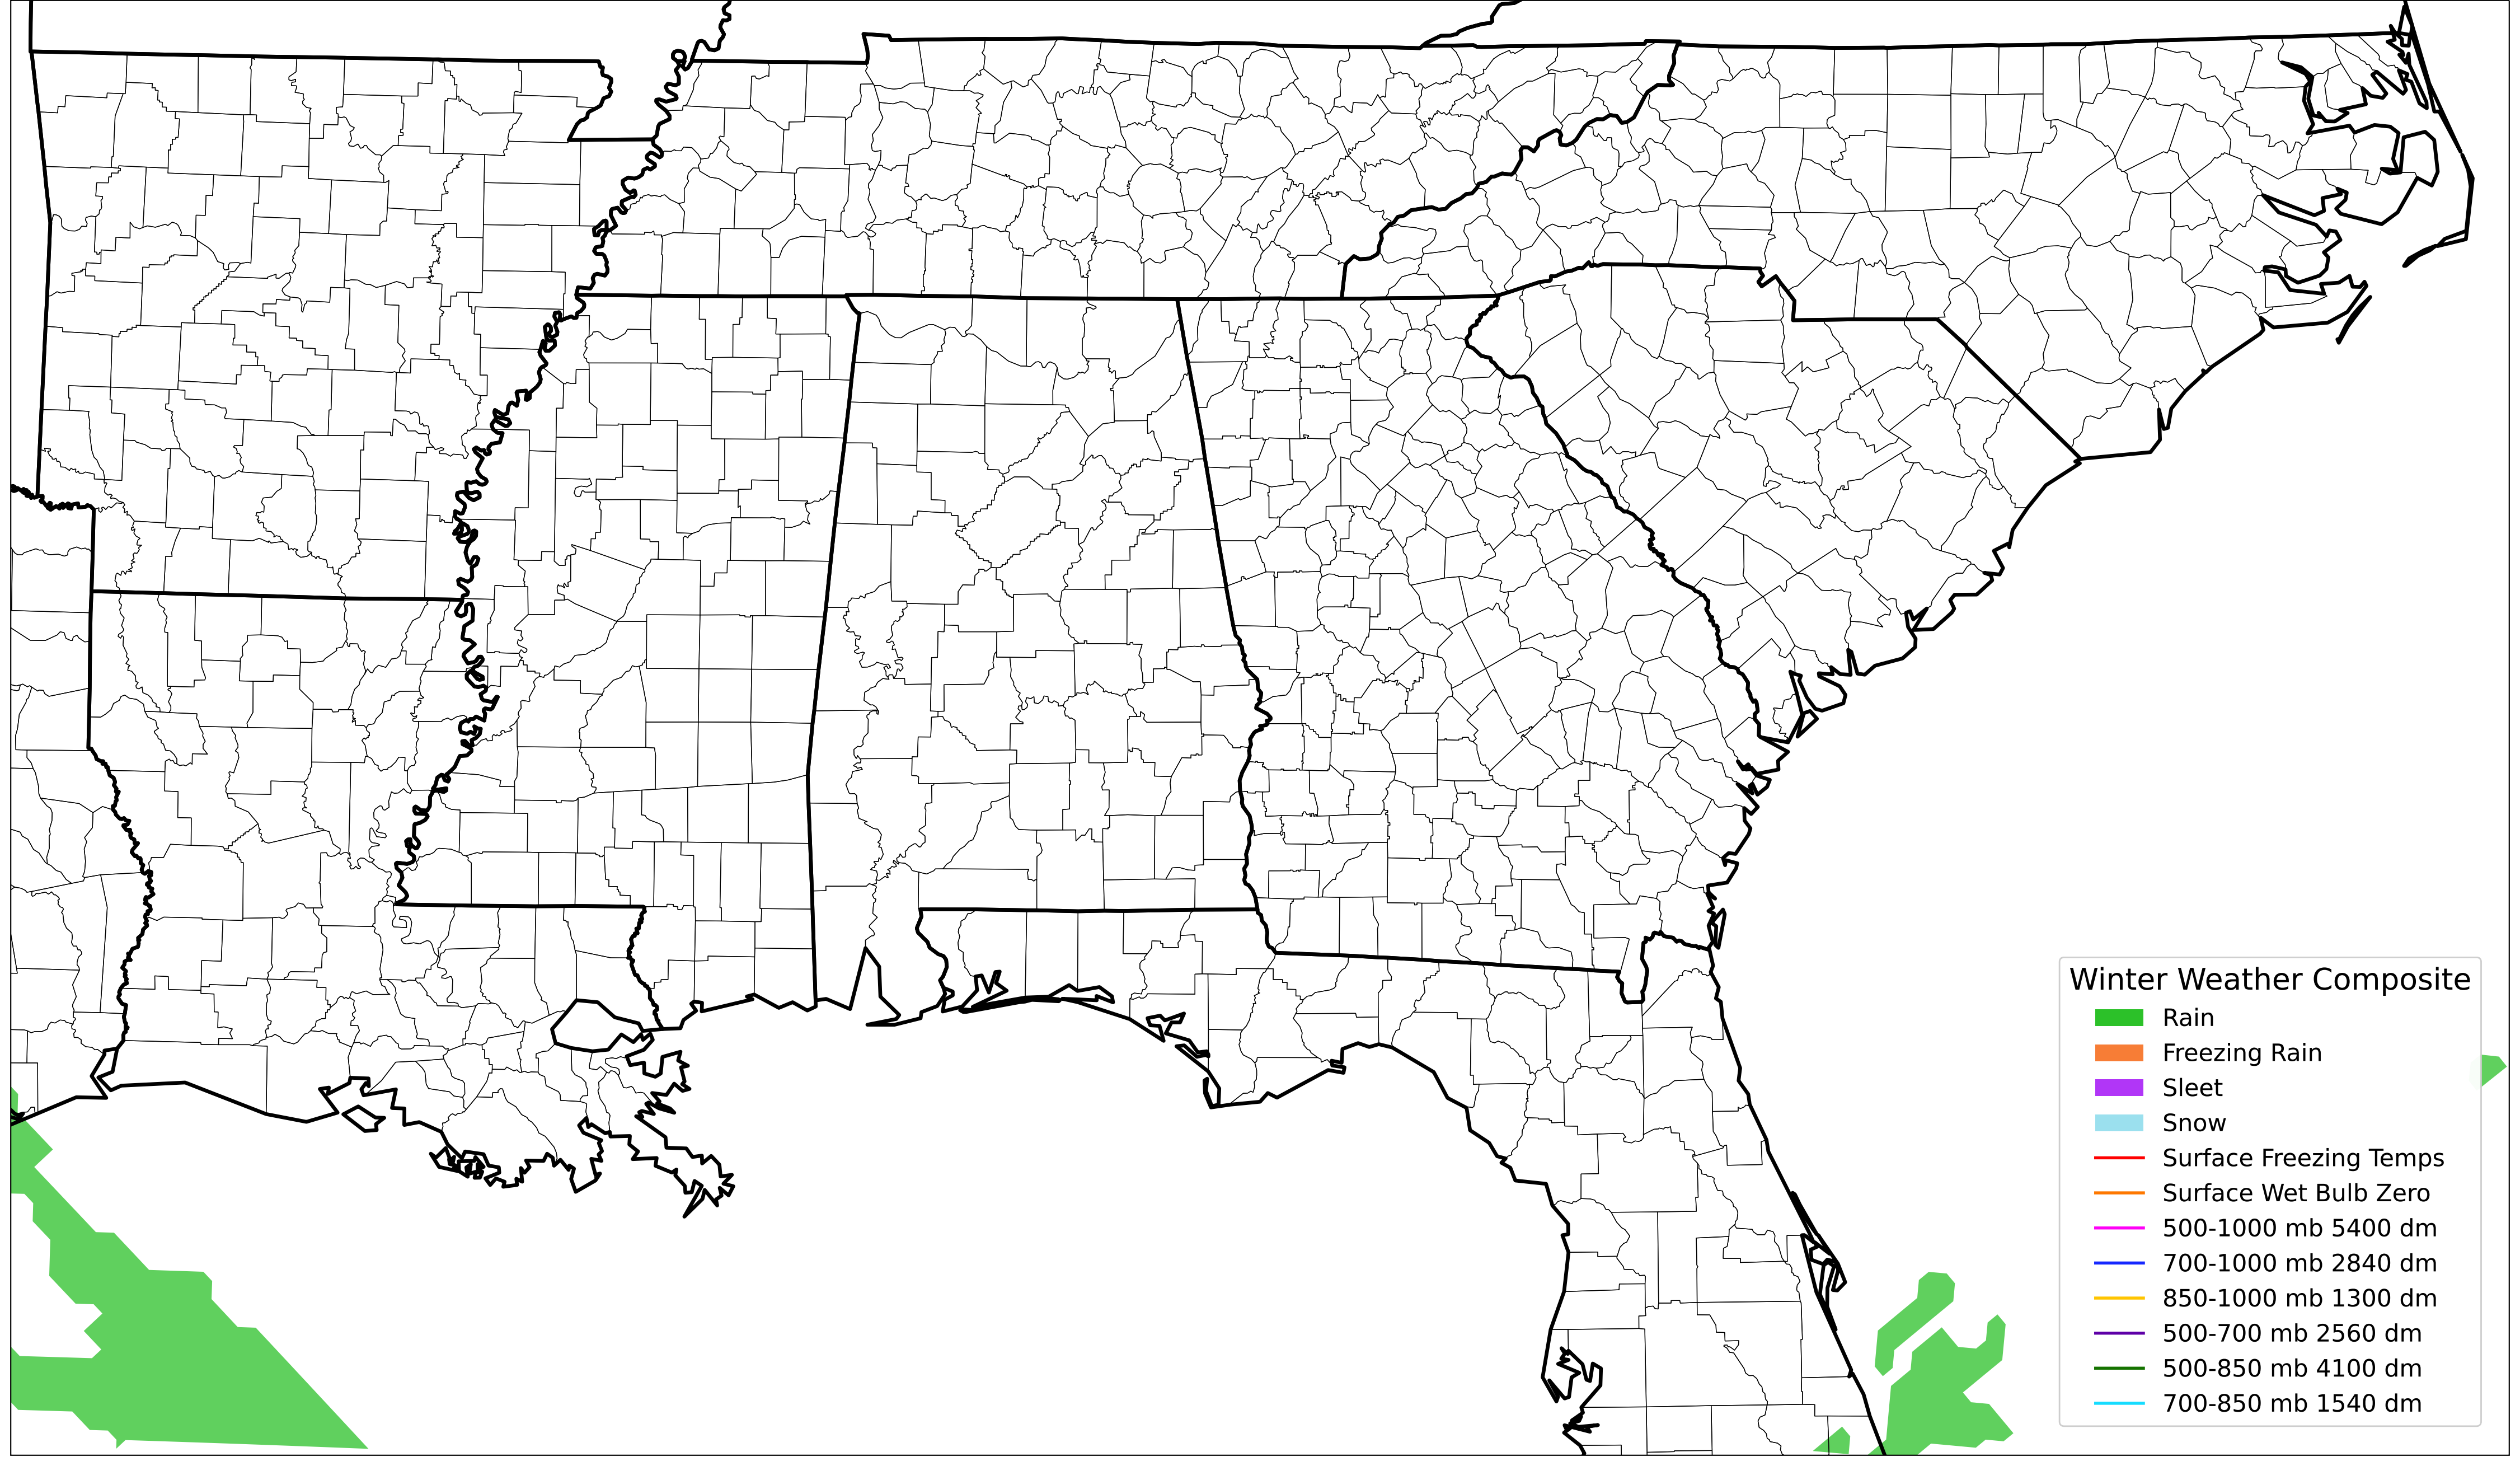 Winter Weather Composite
Rain
Freezing Rain
Sleet
Snow
Surface Freezing Temps
Surface Wet Bulb Zero
500-1000 mb 5400 dm
700-1000 mb 2840 dm
850-1000 mb 1300 dm
500-700 mb 2560 dm
500-850 mb 4100 dm
700-850 mb 1540 dm